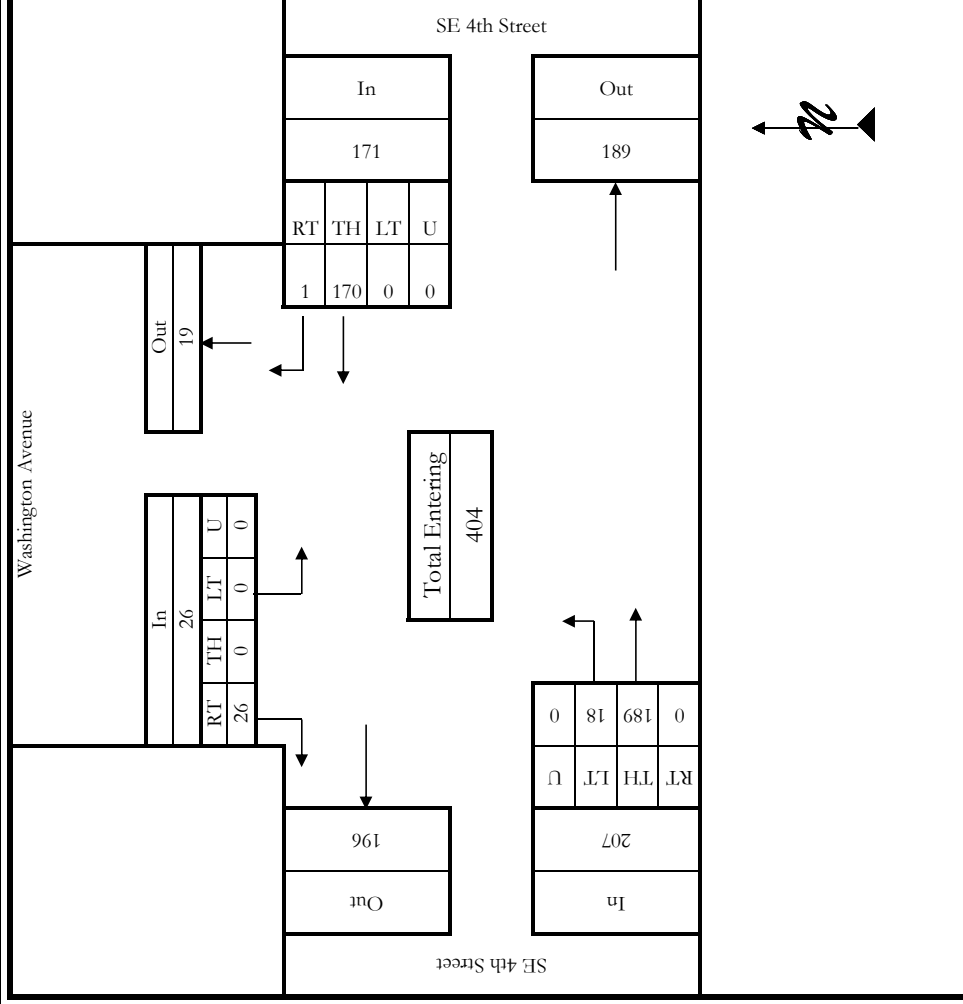 SE 4th Street
In
Out
171
189
RT TH LT U
1 170 0 0
N
Out
19
Washington Avenue
In
26
U LT TH RT
0 0 0 26
Total Entering
404
0 18 189 0
U LT TH RT
196
207
Out
In
SE 4th Street